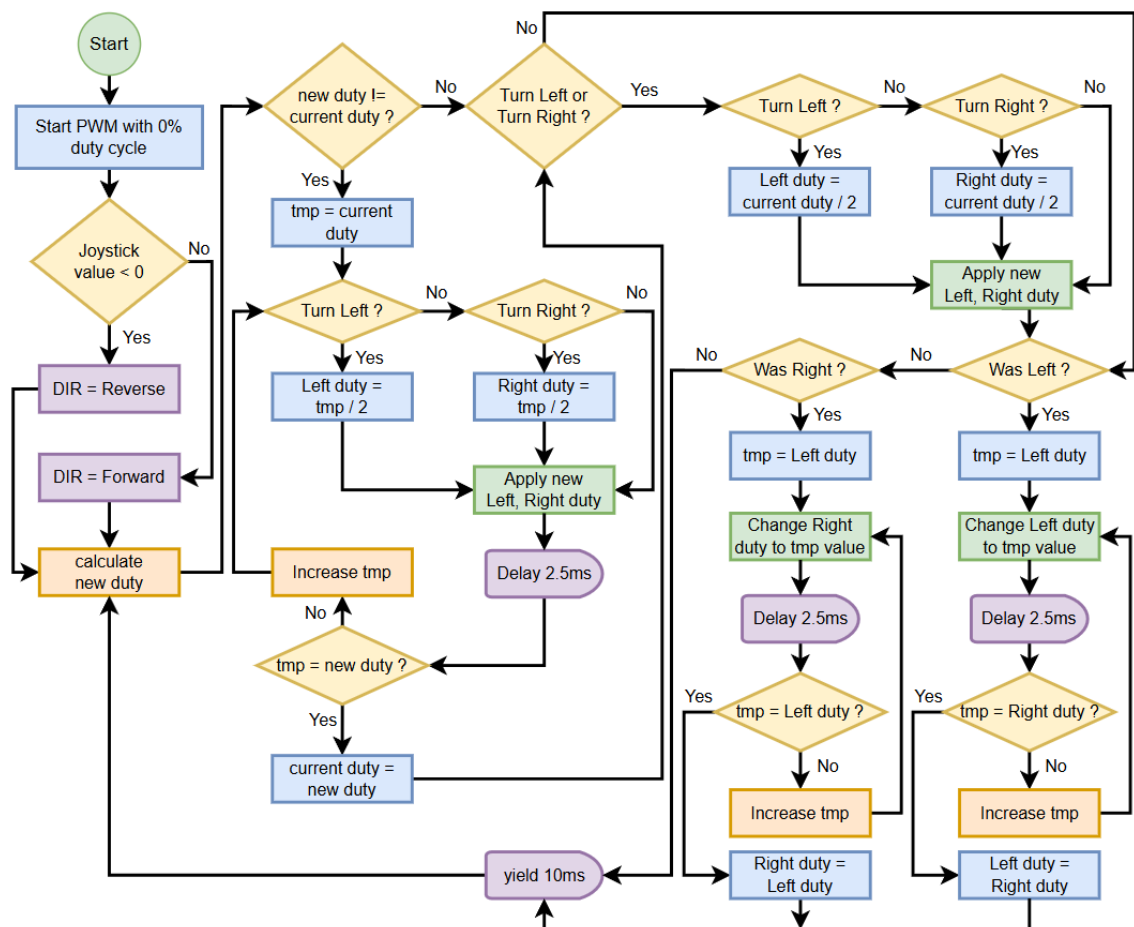 Start
Start PWM with 0%
duty cycle
Joystick
value < 0
No
Yes
DIR = Reverse
DIR = Forward
calculate
new duty
new duty !=
current duty ?
No
Yes
tmp = current
duty
Turn Left ?
No
Turn Right ?
No
Yes
Yes
Left duty =
tmp / 2
Right duty =
tmp / 2
Apply new
Left, Right duty
Delay 2.5ms
Increase tmp
No
tmp = new duty ?
Yes
current duty =
new duty
yield 10ms
No
Turn Left or
Turn Right ?
Yes
Turn Left ?
No
Turn Right ?
No
Yes
Yes
Left duty =
current duty / 2
Right duty =
current duty / 2
Apply new
Left, Right duty
No
Was Right ?
No
Was Left ?
Yes
Yes
tmp = Left duty
tmp = Left duty
Change Right
duty to tmp value
Change Left duty
to tmp value
Delay 2.5ms
Delay 2.5ms
Yes
tmp = Left duty ?
Yes
tmp = Right duty ?
No
No
Increase tmp
Increase tmp
Right duty =
Left duty
Left duty =
Right duty